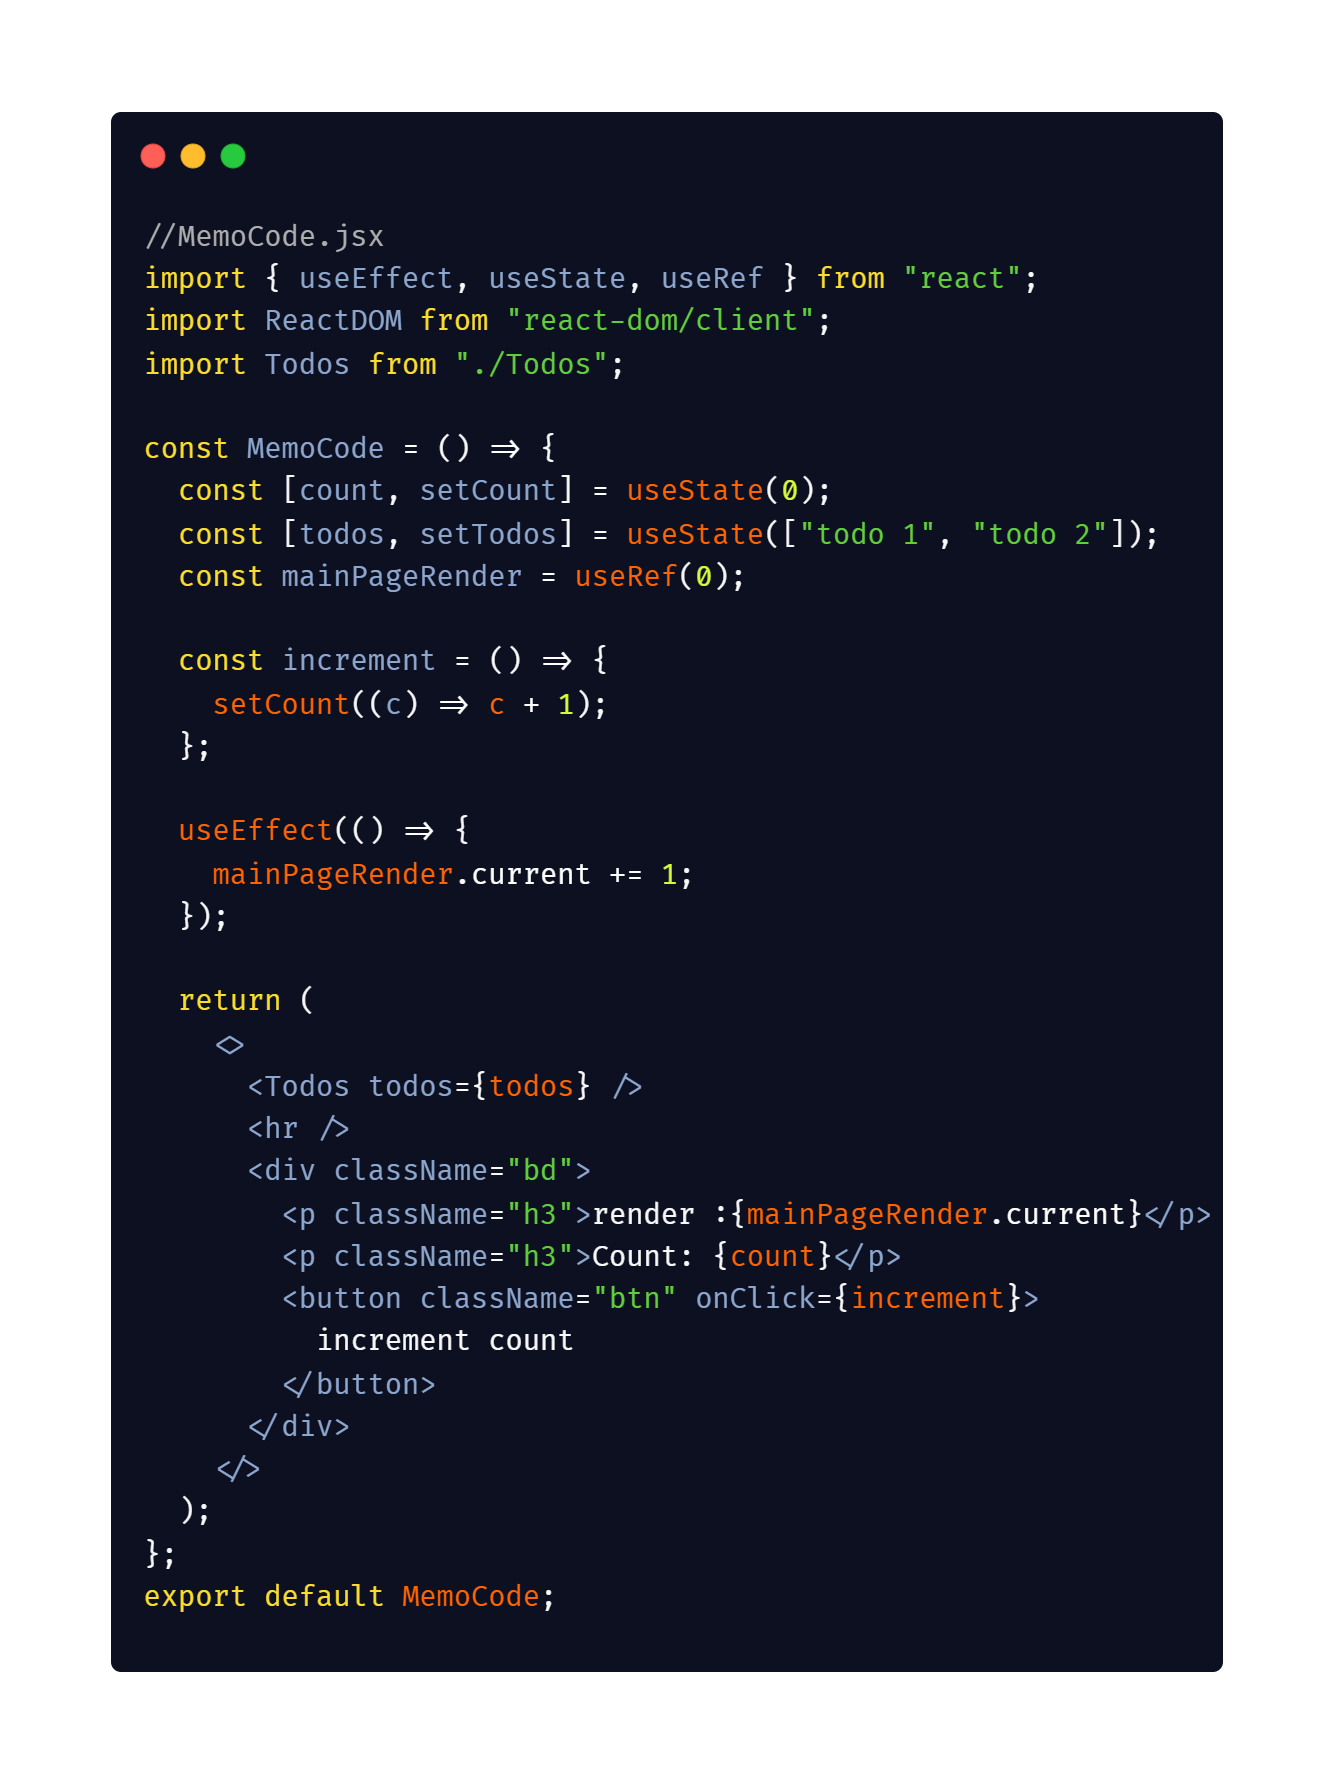 //MemoCode.jsx
import { useEffect, useState, useRef } from "react";
import ReactDOM from "react-dom/client";
import Todos from "./Todos";

const MemoCode = () => {
  const [count, setCount] = useState(0);
  const [todos, setTodos] = useState(["todo 1", "todo 2"]);
  const mainPageRender = useRef(0);

  const increment = () => {
    setCount((c) => c + 1);
  };

  useEffect(() => {
    mainPageRender.current += 1;
  });

  return (
    <>
      <Todos todos={todos} />
      <hr />
      <div className="bd">
        <p className="h3">render :{mainPageRender.current}</p>
        <p className="h3">Count: {count}</p>
        <button className="btn" onClick={increment}>
          increment count
        </button>
      </div>
    </>
  );
};
export default MemoCode;